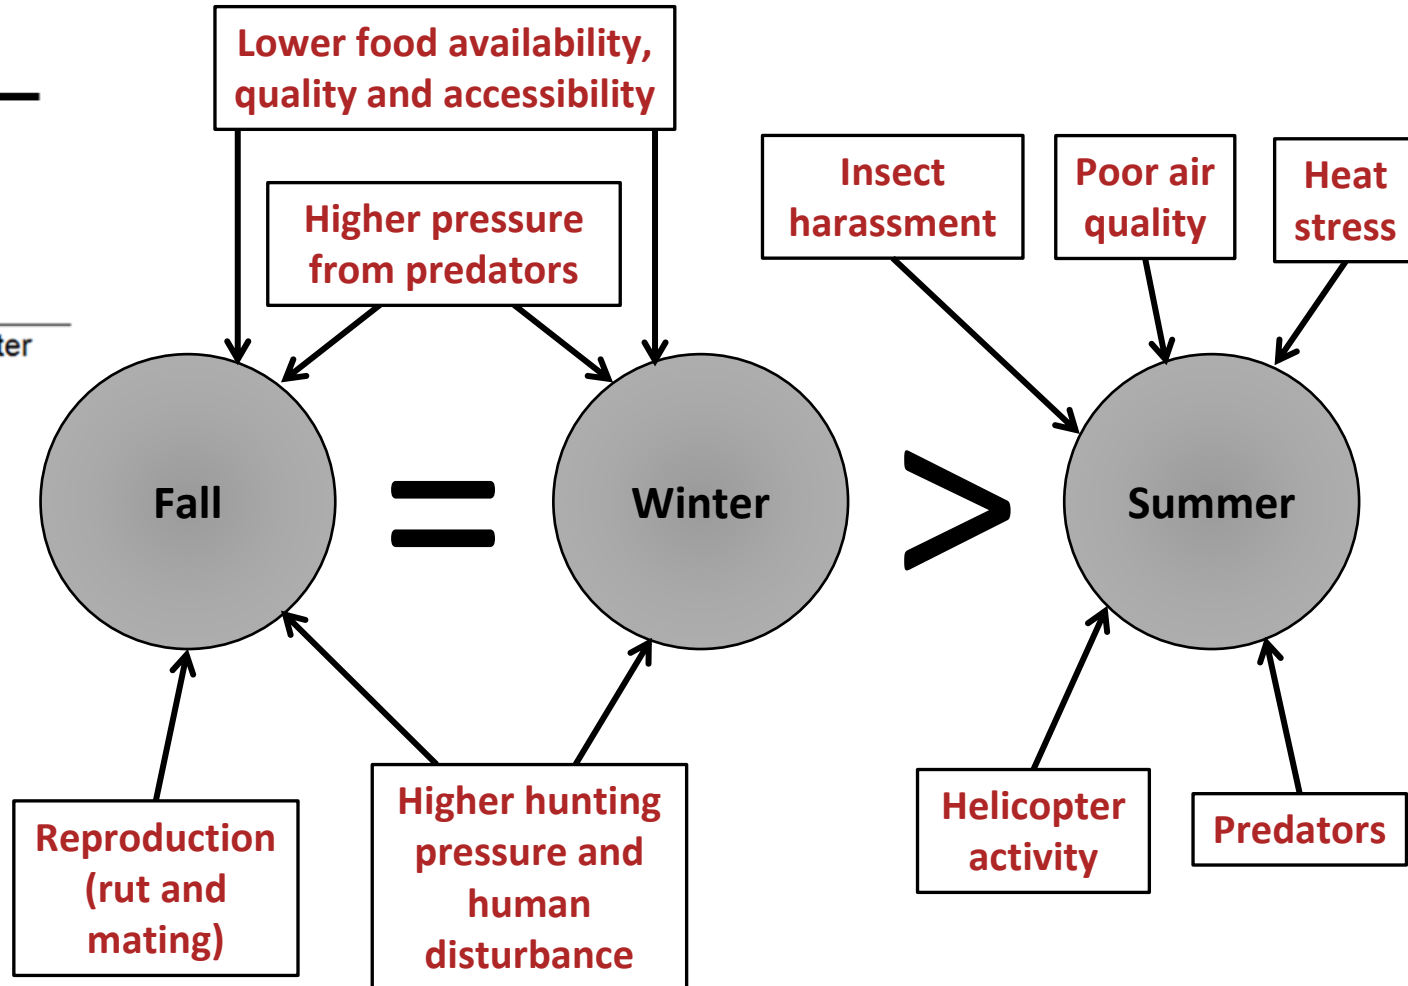 Lower food availability,
quality and accessibility
Higher pressure
from predators
Insect
harassment
Poor air
quality
Heat
stress
ter
Fall
=
Winter
>
Summer
Reproduction
(rut and
mating)
Higher hunting
pressure and
human
disturbance
Helicopter
activity
Predators